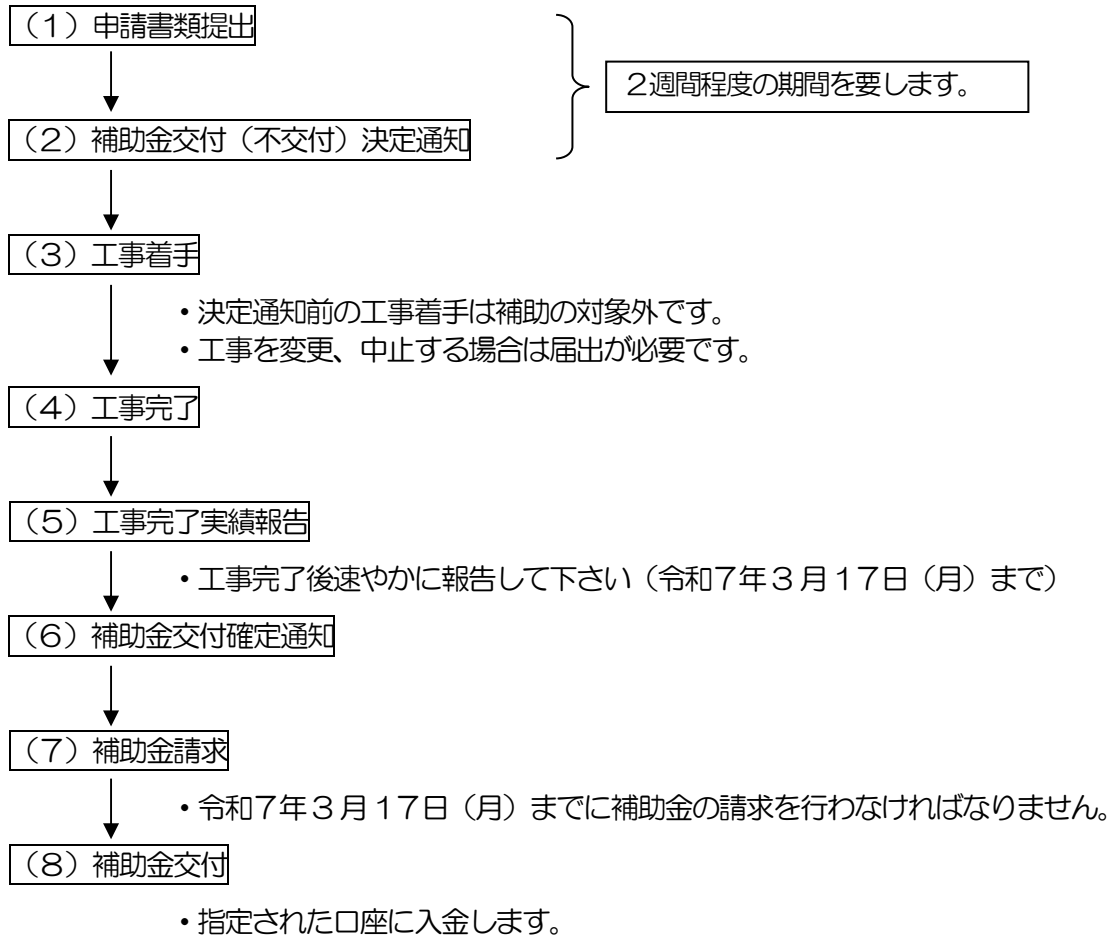 （１）申請書類提出
２週間程度の期間を要します。
（２）補助金交付（不交付）決定通知
（３）工事着手
・決定通知前の工事着手は補助の対象外です。
・工事を変更、中止する場合は届出が必要です。
（４）工事完了
（５）工事完了実績報告
・工事完了後速やかに報告して下さい（令和７年３月１７日（月）まで）
（６）補助金交付確定通知
（７）補助金請求
・令和７年３月１７日（月）までに補助金の請求を行わなければなりません。
（８）補助金交付
・指定された口座に入金します。